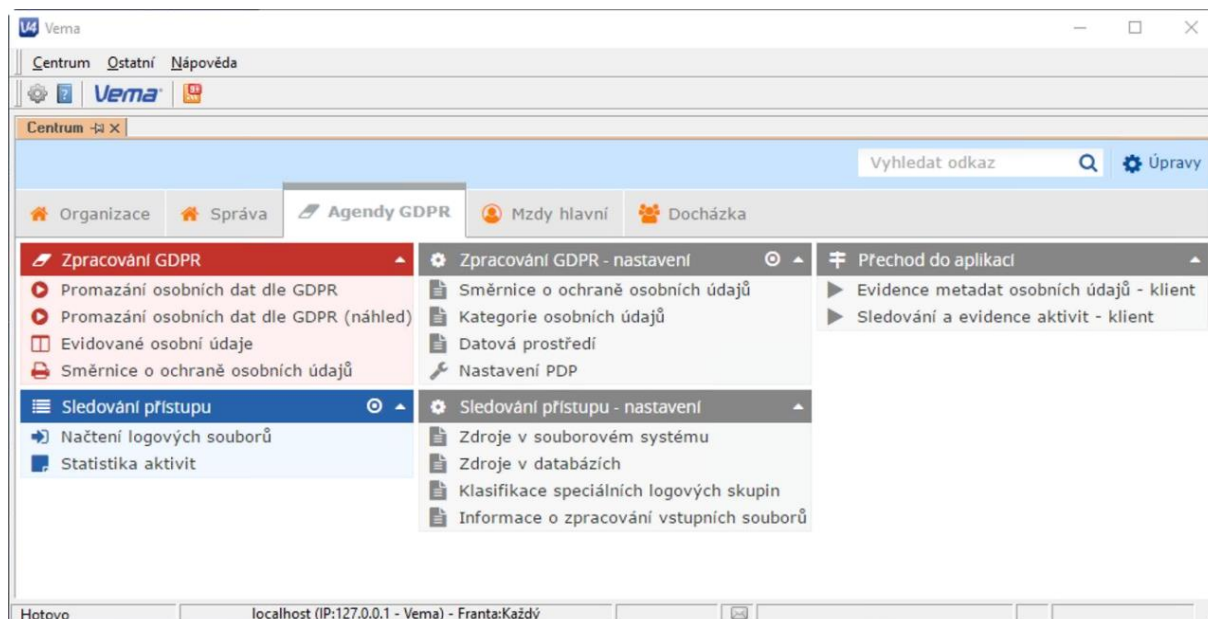 V4 Vema
Centrum Ostatní Nápověda
Vema
Centrum
Vyhledat odkaz Úpravy
Organizace Správa Agendy GDPR Mzdy hlavní Docházka
Zpracování GDPR
Promazání osobních dat dle GDPR
Promazání osobních dat dle GDPR (náhled)
Evidované osobní údaje
Směrnice o ochraně osobních údajů
Sledování přístupu
Načtení logových souborů
Statistika aktivit
Zpracování GDPR - nastavení
Směrnice o ochraně osobních údajů
Kategorie osobních údajů
Datová prostředí
Nastavení PDP
Sledování přístupu - nastavení
Zdroje v souborovém systému
Zdroje v databázích
Klasifikace speciálních logových skupin
Informace o zpracování vstupních souborů
Přechod do aplikací
Evidence metadat osobních údajů - klient
Sledování a evidence aktivit - klient
Hotovo localhost (IP:127.0.0.1 - Vema) - Franta:Každý